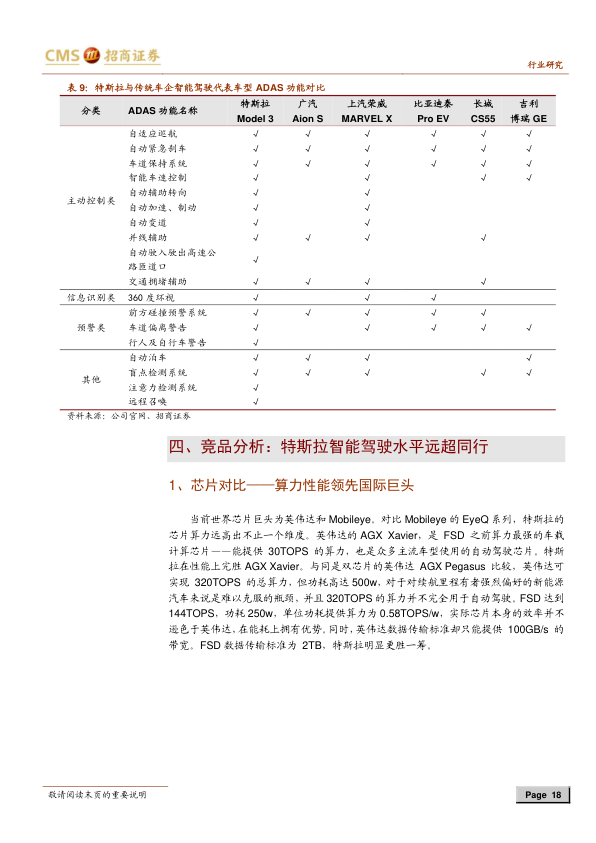 CMS 招商证券
行业研究
表 9: 特斯拉与传统车企智能驾驶代表车型 ADAS 功能对比
分类 ADAS 功能名称 特斯拉 Model 3 广汽 Aion S 上汽荣威 MARVEL X 比亚迪秦 Pro EV 长城 CS55 吉利 博瑞 GE
主动控制类
自适应巡航 √ √ √ √ √ √
自动紧急刹车 √ √ √ √ √ √
车道保持系统 √ √ √ √ √ √
智能车速控制 √ √ √ √
自动辅助转向 √ √
自动加速、制动 √ √
自动变道 √ √
并线辅助 √ √ √ √
自动驶入驶出高速公
路匝道口 √
交通拥堵辅助 √ √ √ √
信息识别类 360 度环视 √ √ √
预警类
前方碰撞预警系统 √ √ √ √ √
车道偏离警告 √ √ √ √ √
行人及自行车警告 √
其他
自动泊车 √ √ √ √
盲点检测系统 √ √ √ √ √
注意力检测系统 √
远程召唤 √
资料来源：公司官网、招商证券
四、竞品分析：特斯拉智能驾驶水平远超同行
1、芯片对比——算力性能领先国际巨头
当前世界芯片巨头为英伟达和 Mobileye。对比 Mobileye 的 EyeQ 系列，特斯拉的
芯片算力远高出不止一个维度。英伟达的 AGX Xavier，是 FSD 之前算力最强的车载
计算芯片——能提供 30TOPS 的算力，也是众多主流车型使用的自动驾驶芯片。特斯
拉在性能上完胜 AGX Xavier。与同是双芯片的英伟达 AGX Pegasus 比较，英伟达可
实现 320TOPS 的总算力，但功耗高达 500w，对于对续航里程有者强烈偏好的新能源
汽车来说是难以克服的瓶颈，并且 320TOPS 的算力并不完全用于自动驾驶。FSD 达到
144TOPS，功耗 250w，单位功耗提供算力为 0.58TOPS/w，实际芯片本身的效率并不
逊色于英伟达，在能耗上拥有优势。同时，英伟达数据传输标准却只能提供 100GB/s 的
带宽。FSD 数据传输标准为 2TB，特斯拉明显更胜一筹。
敬请阅读末页的重要说明
Page 18